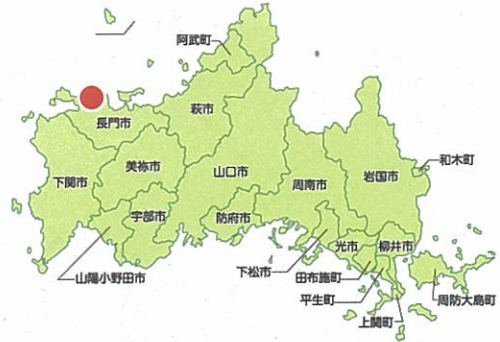 阿武町
萩市
長門市
美祢市
山口市
周南市
岩国市
和木町
下関市
宇部市
防府市
山陽小野田市
下松市
光市
柳井市
田布施町
平生町
上関町
周防大島町